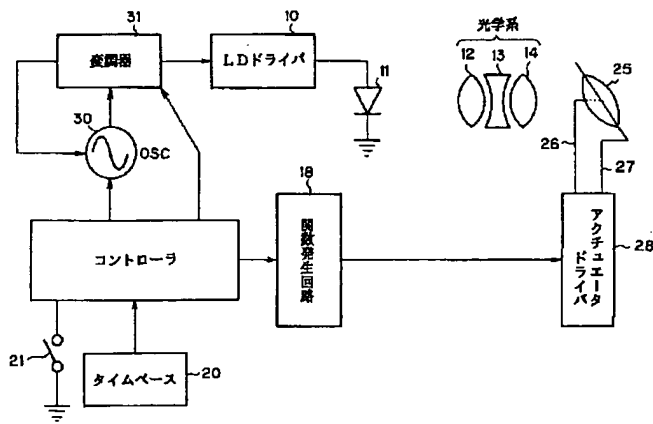 31
変調器
10
LDドライバ
11
光学系
12
13
14
25
26
27
30
OSC
18
関数発生回路
コントローラ
アクチュエータ
ドライバ
28
21
タイムベース
20